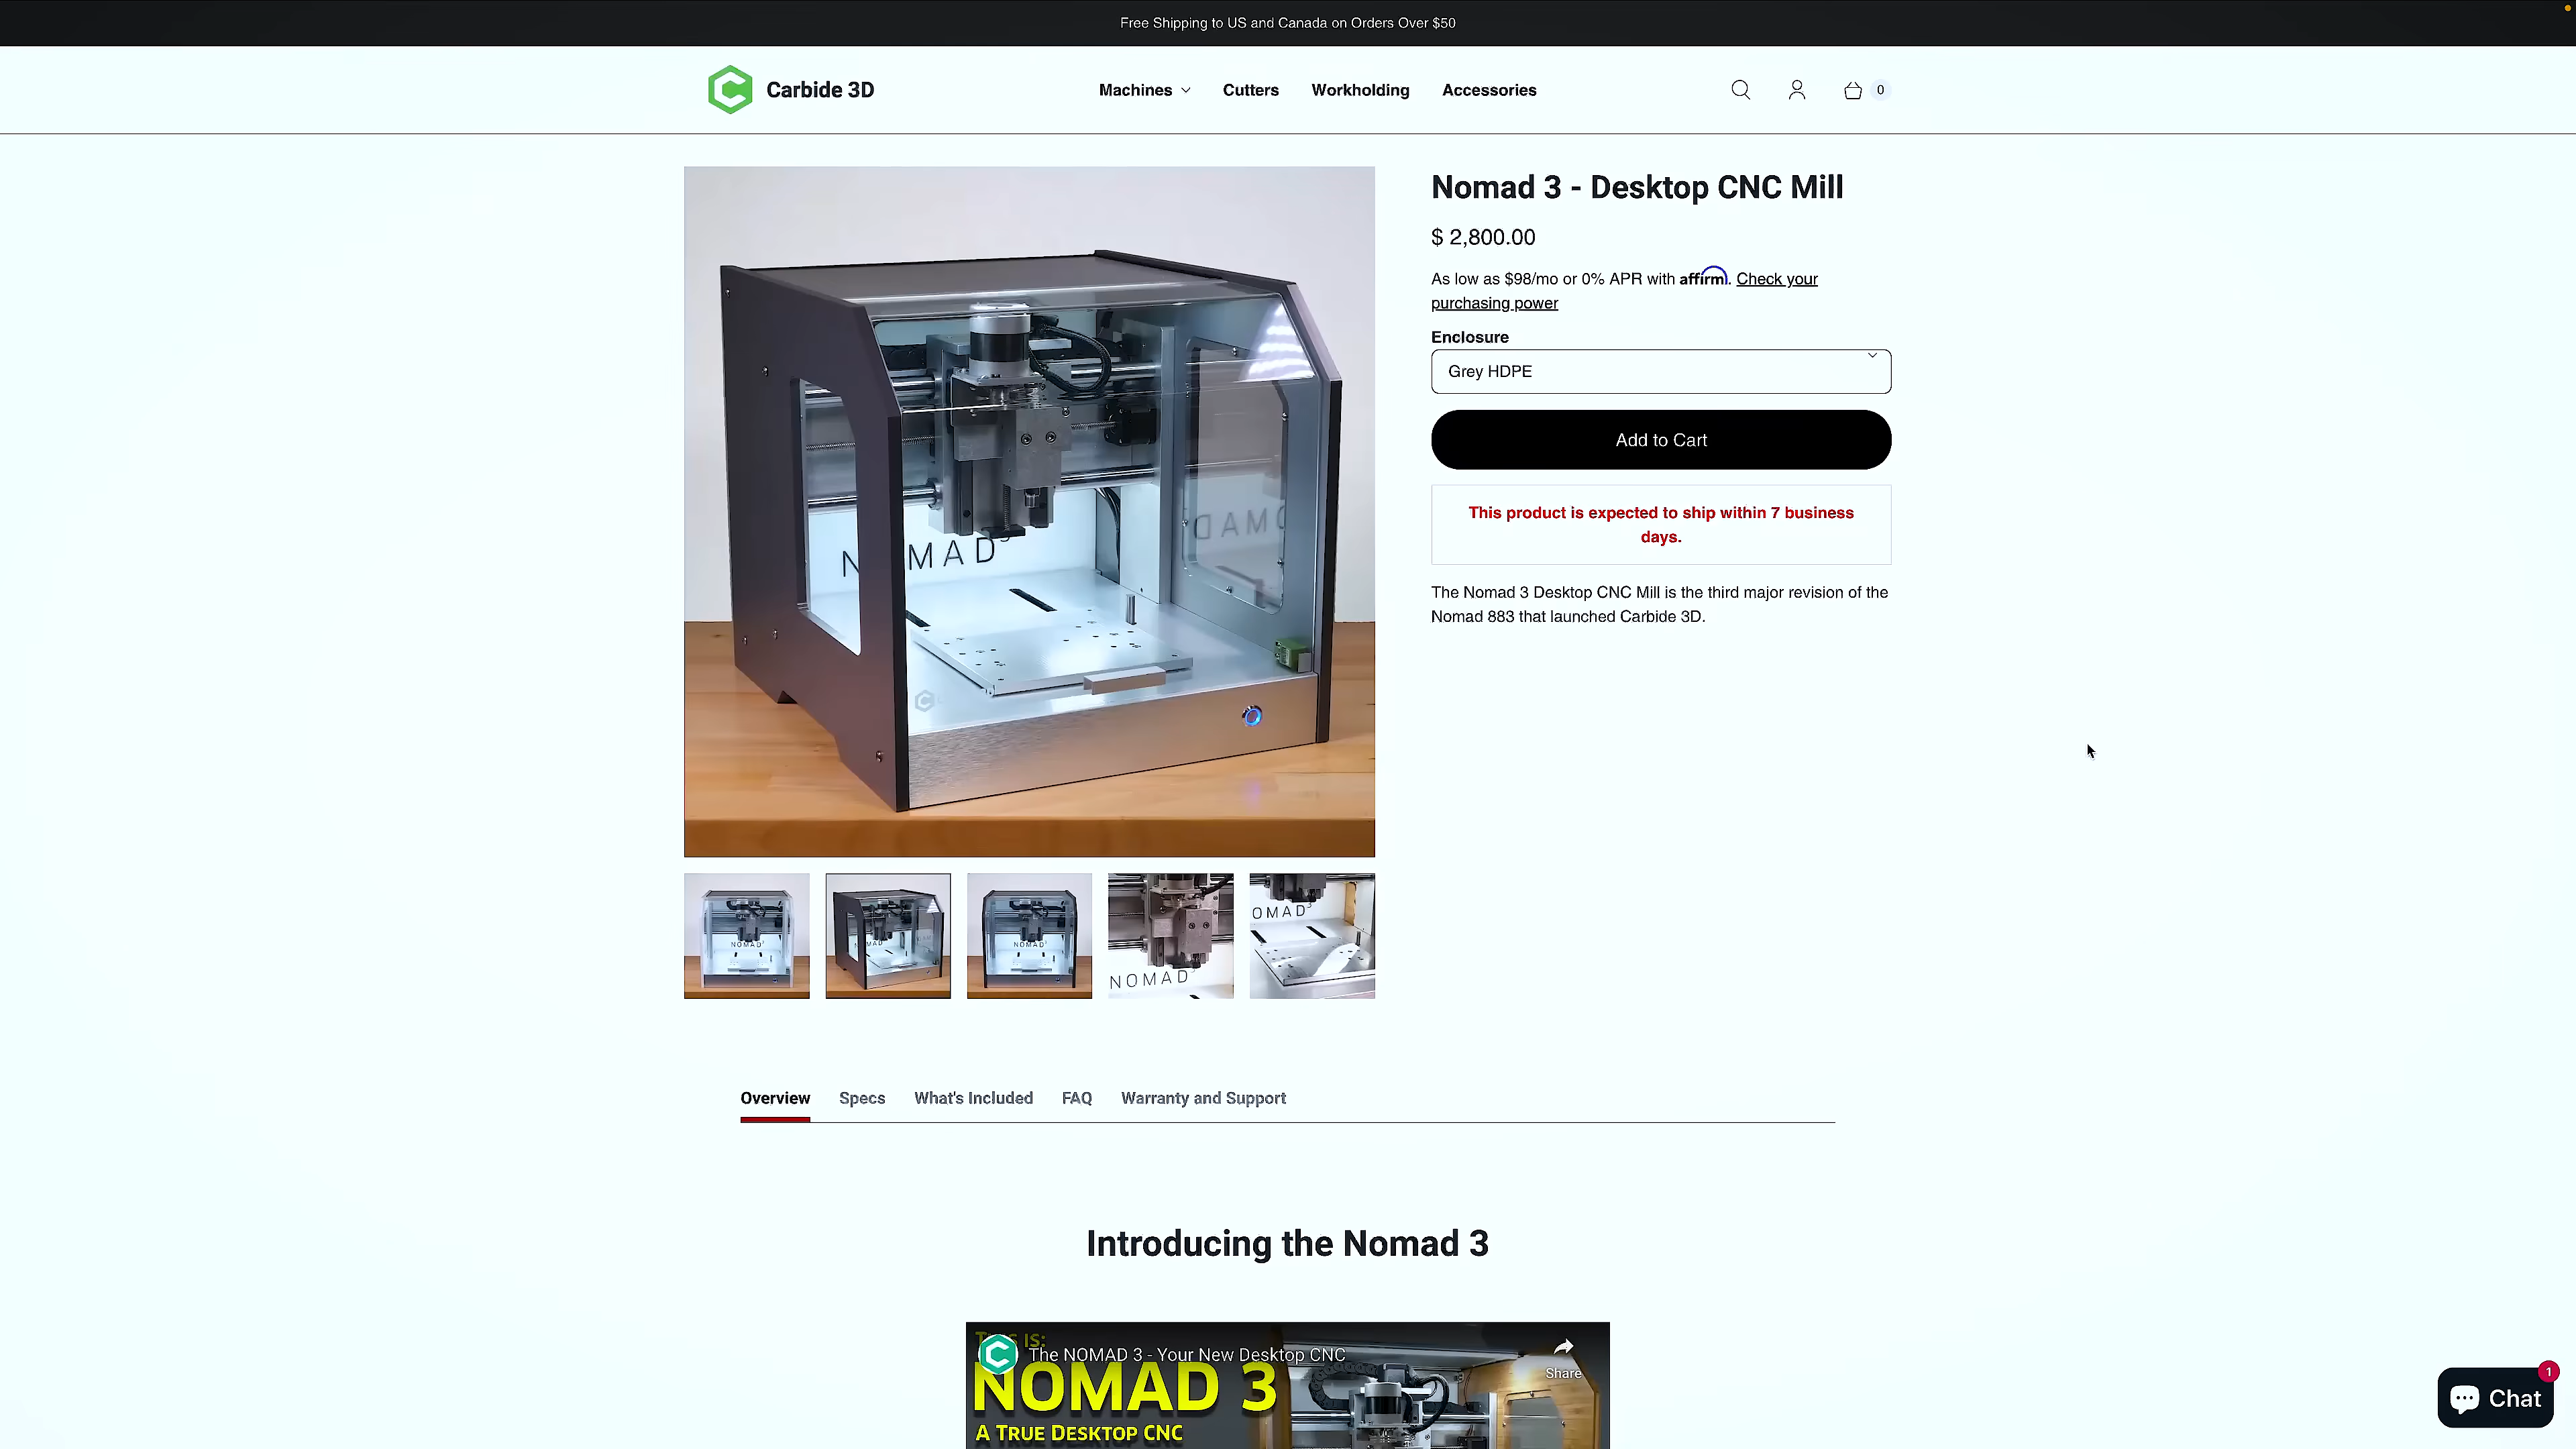 Free Shipping to US and Canada on Orders Over $50
Carbide 3D
Machines
Cutters
Workholding
Accessories
0
Nomad 3 - Desktop CNC Mill
$ 2,800.00
As low as $98/mo or 0% APR with affirm. Check your
purchasing power
Enclosure
Grey HDPE
Add to Cart
This product is expected to ship within 7 business
days.
The Nomad 3 Desktop CNC Mill is the third major revision of the
Nomad 883 that launched Carbide 3D.
NOMAD3
NOMAD3
NOMAD3
NOMAD
OMAD3
Overview
Specs
What's Included
FAQ
Warranty and Support
Introducing the Nomad 3
The NOMAD 3 - Your New Desktop CNC
Share
NOMAD 3
A TRUE DESKTOP CNC
1
Chat